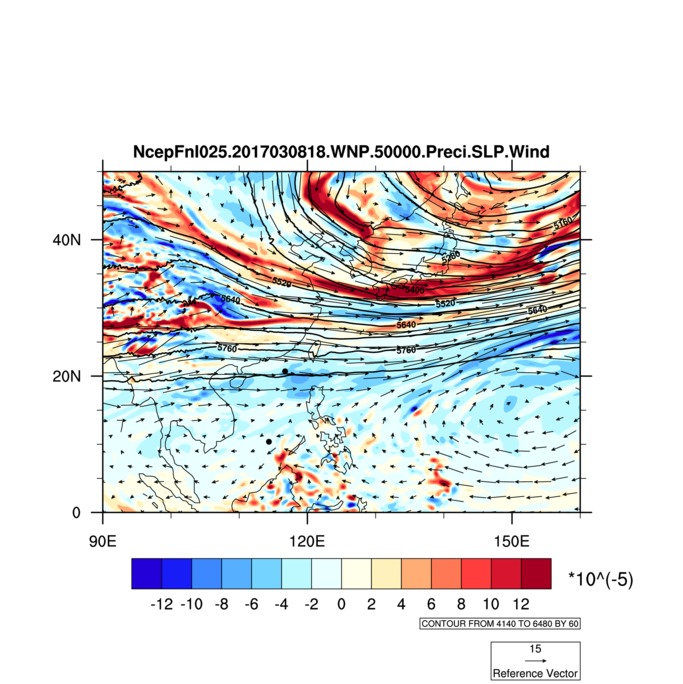 NcepFnl025.2017030818.WNP.50000.Preci.SLP.Wind
40N
20N
0
90E 120E 150E
5160
5280
5400
5520
5520
5640
5640
5640
5760
5760
-12 -10 -8 -6 -4 -2 0 2 4 6 8 10 12
*10^(-5)
CONTOUR FROM 4140 TO 6480 BY 60
15
Reference Vector